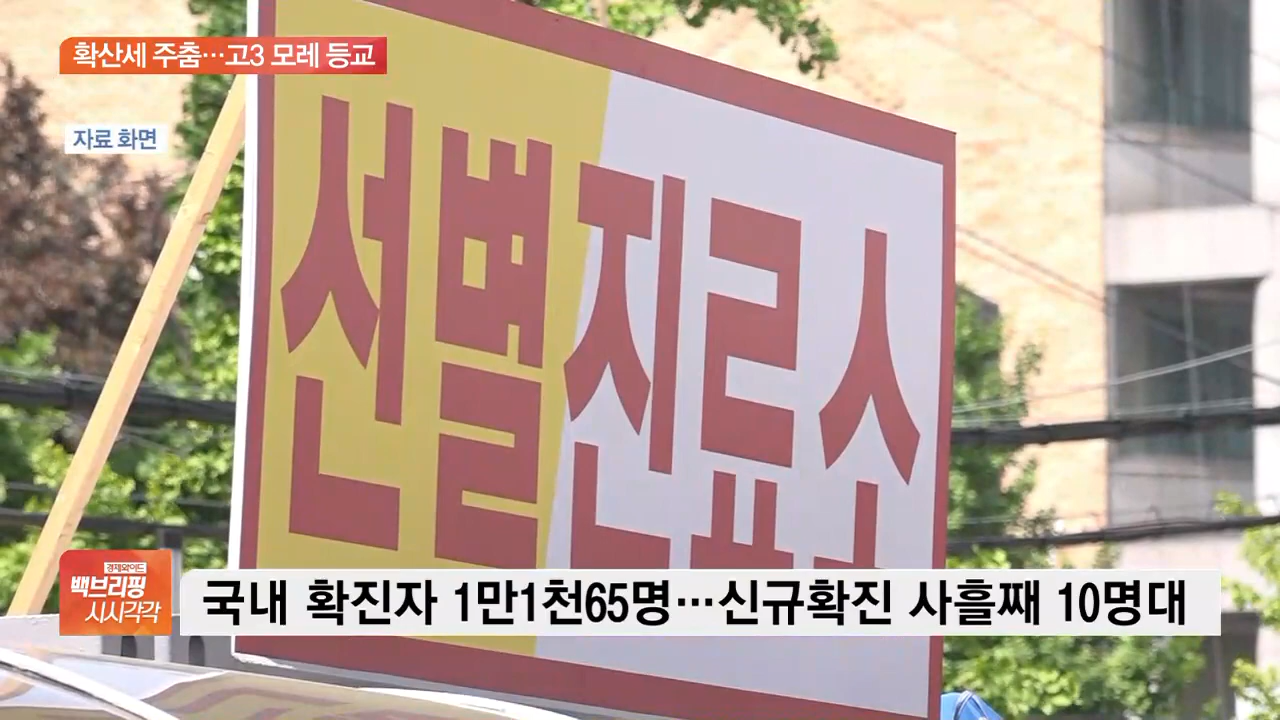 확산세 주춤…고3 모레 등교
자료 화면
선별진료소
경제와이드
백브리핑
시시각각
국내 확진자 1만1천65명…신규확진 사흘째 10명대